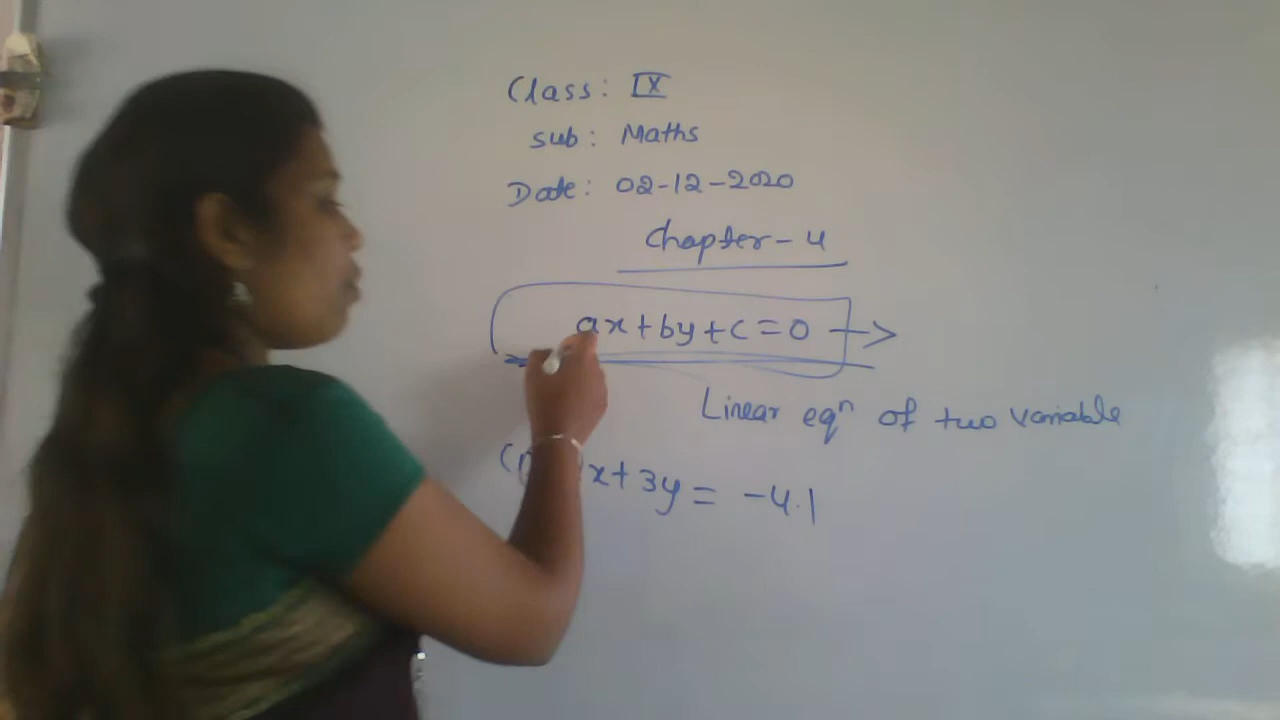 Class: IX
Sub: Maths
Date: 02-12-2020
Chapter-4
ax+by+c=0 →
Linear eqⁿ of two variable
x+3y = -4.1